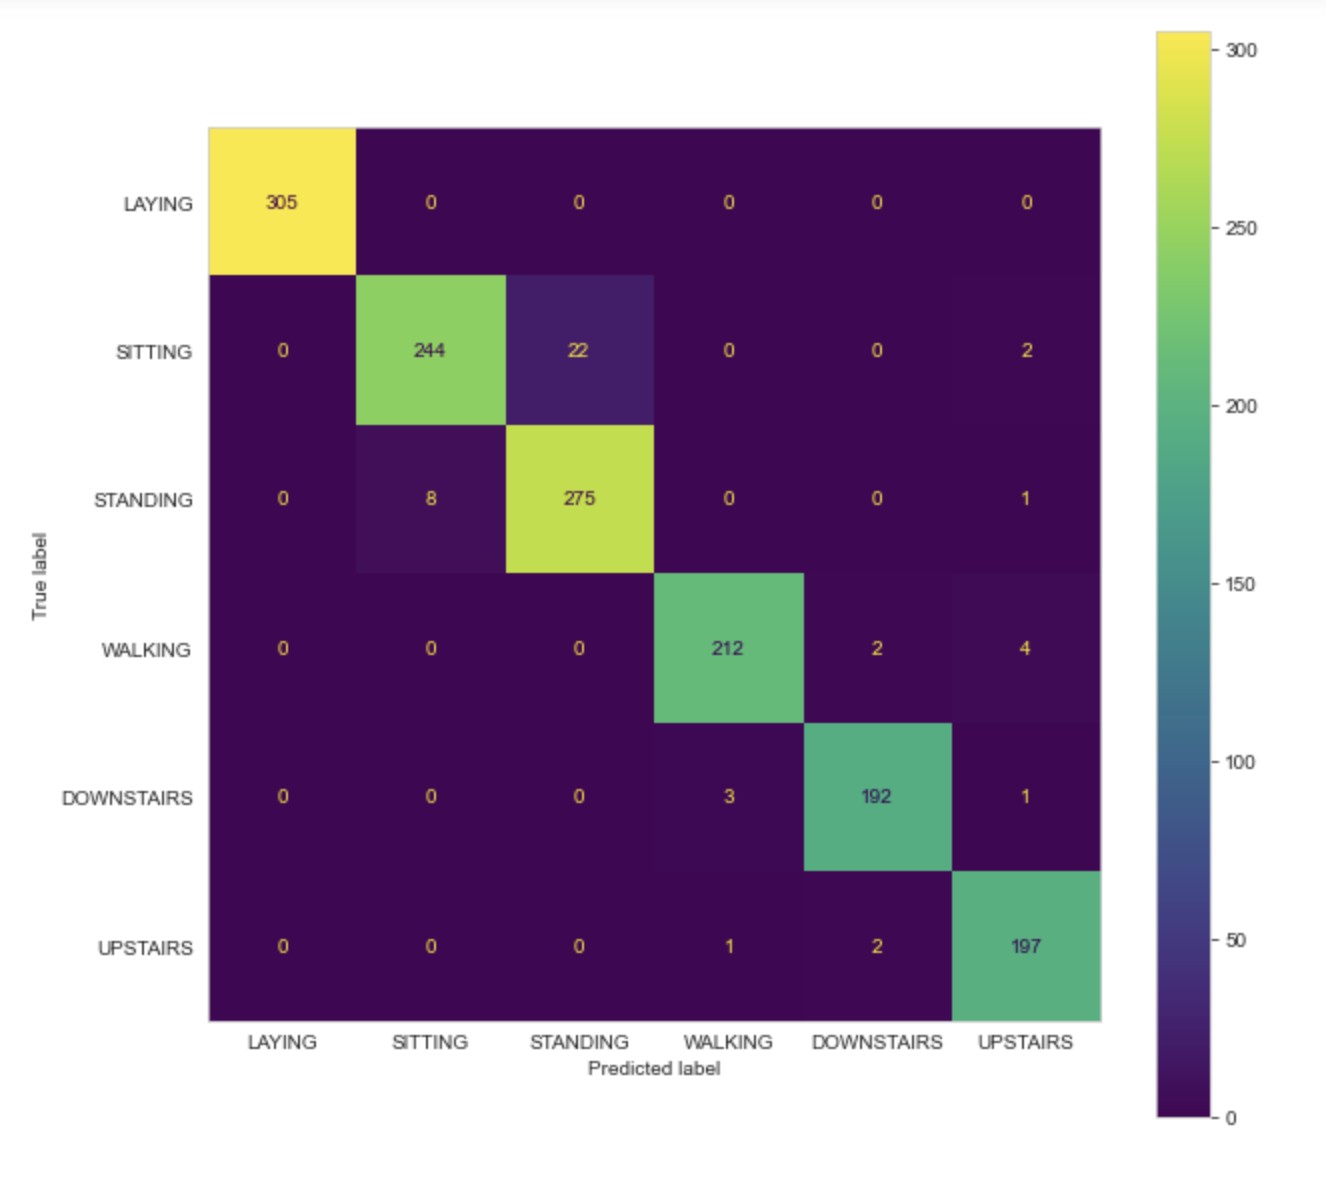 300
LAYING 305 0 0 0 0 0
250
SITTING 0 244 22 0 0 2
200
STANDING 0 8 275 0 0 1
True label
150
WALKING 0 0 0 212 2 4
100
DOWNSTAIRS 0 0 0 3 192 1
50
UPSTAIRS 0 0 0 1 2 197
LAYING SITTING STANDING WALKING DOWNSTAIRS UPSTAIRS
Predicted label
0